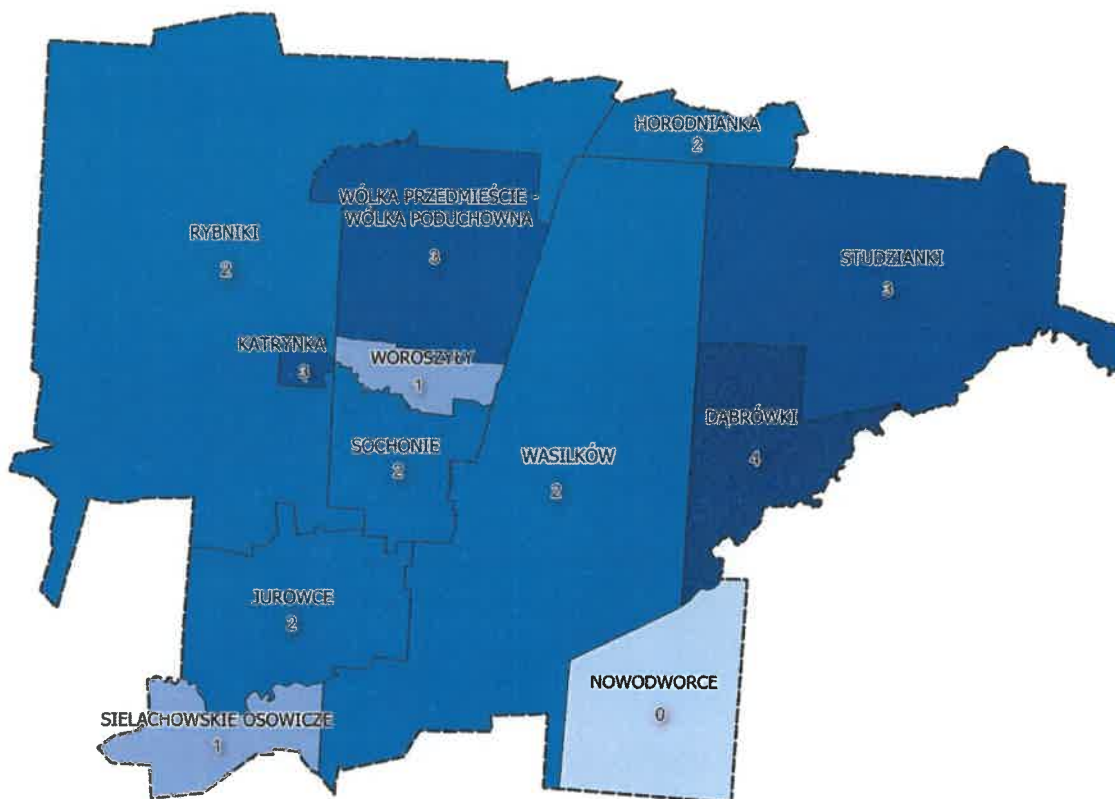 HORODNIANKA
2
WÓLKA PRZEDMIEŚCIE -
WÓLKA PODUCHOWNA
3
RYBNIKI
2
STUDZIANKI
3
KATRYNKA
3
WOROSZYŁY
1
DĄBRÓWKI
4
SOCHONIE
2
WASILKÓW
2
JUROWCE
2
NOWODWORCE
0
SIELACHOWSKIE OSOWICZE
1